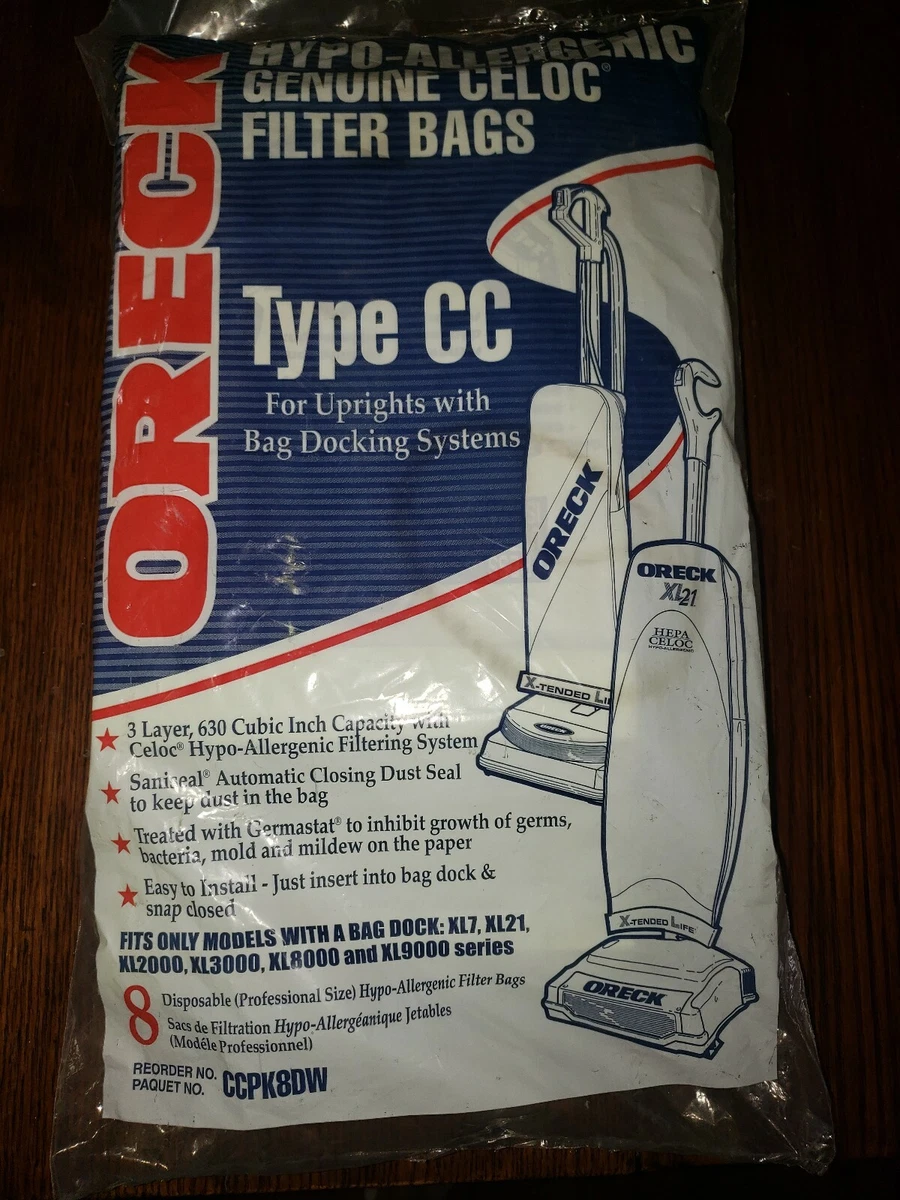 ORECK
HYPO-ALLERGENIC
GENUINE CELOC®
FILTER BAGS
Type CC
For Uprights with
Bag Docking Systems
ORECK
X-TENDED LI
ORECK
XL21
HEPA
CELOC
HYPO-ALLERGENIC
X-TENDED LIFE
ORECK
★ 3 Layer, 630 Cubic Inch Capacity with
Celoc® Hypo-Allergenic Filtering System
★ Saniseal® Automatic Closing Dust Seal
to keep dust in the bag
★ Treated with Germastat® to inhibit growth of germs,
bacteria, mold and mildew on the paper
★ Easy to Install - Just insert into bag dock &
snap closed
FITS ONLY MODELS WITH A BAG DOCK: XL7, XL21,
XL2000, XL3000, XL8000 and XL9000 series
8 Disposable (Professional Size) Hypo-Allergenic Filter Bags
Sacs de Filtration Hypo-Allergéanique Jetables
(Modéle Professionnel)
REORDER NO.
PAQUET NO. CCPK8DW